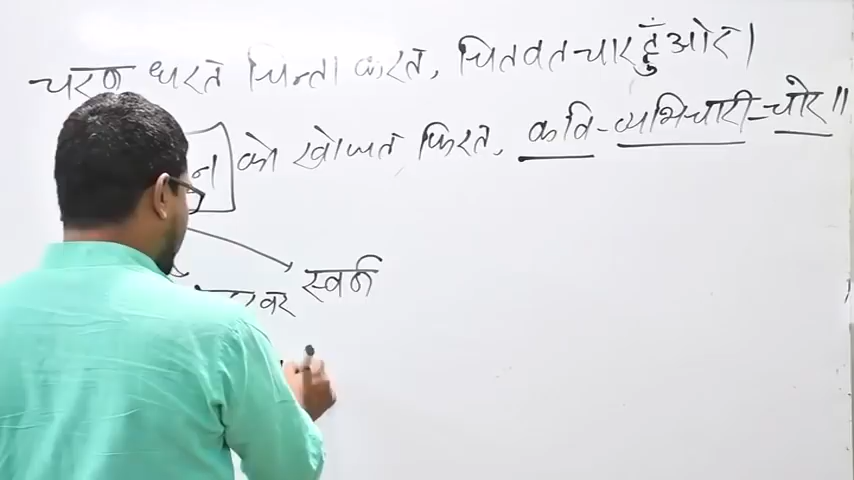 चरण धरत चिन्ता करत, चितवत चारहुँ ओर।
को खोजत फिरत, कवि-व्यभिचारी-चोर॥
स्वर्ण